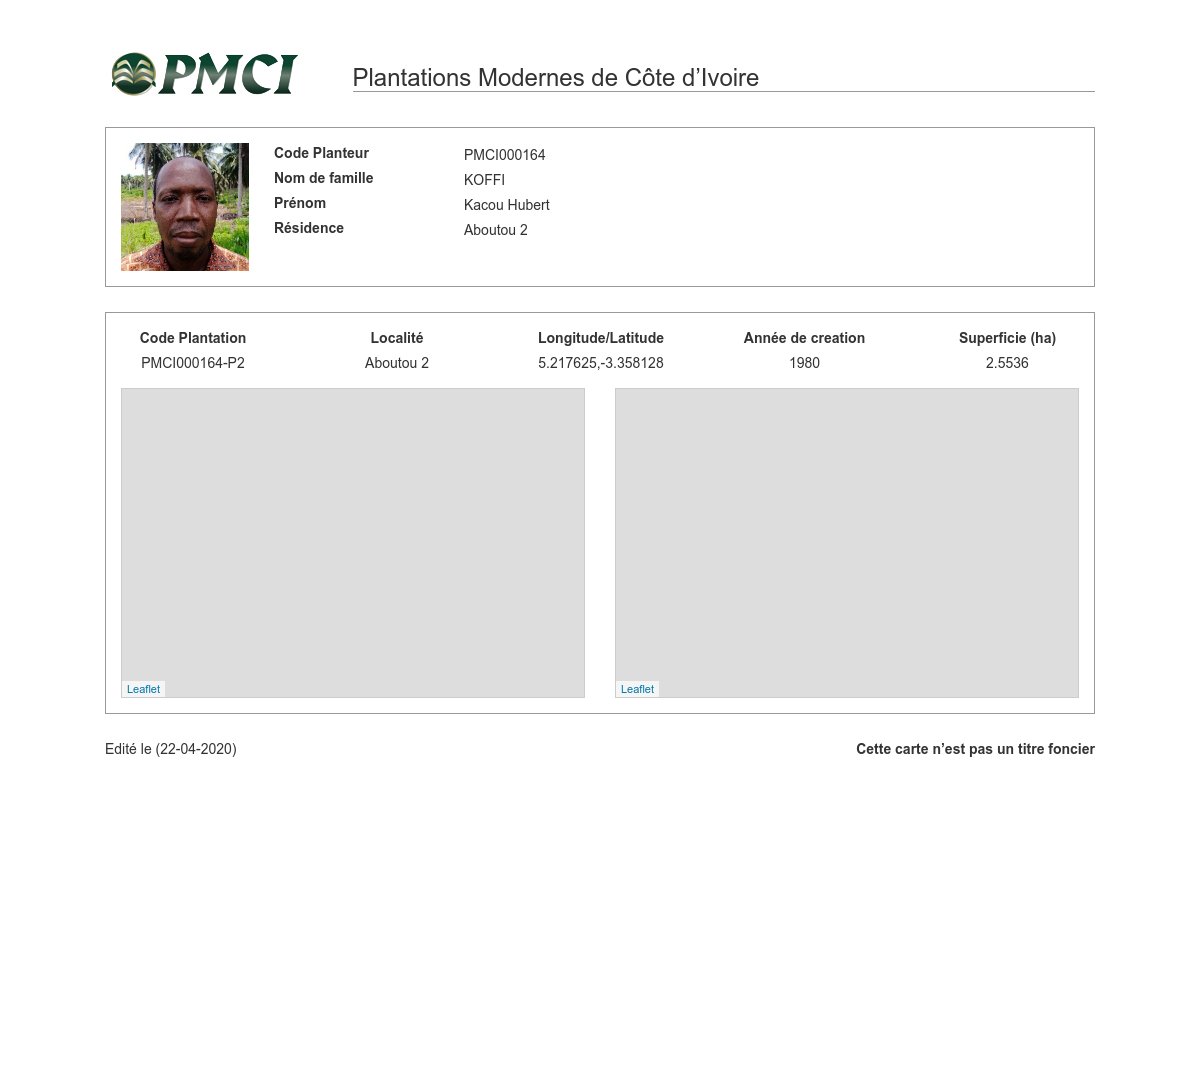 PMCI
Plantations Modernes de Côte d’Ivoire
Code Planteur PMCI000164
Nom de famille KOFFI
Prénom Kacou Hubert
Résidence Aboutou 2
Code Plantation Localité Longitude/Latitude Année de creation Superficie (ha)
PMCI000164-P2 Aboutou 2 5.217625,-3.358128 1980 2.5536
Leaflet Leaflet
Edité le (22-04-2020) Cette carte n’est pas un titre foncier